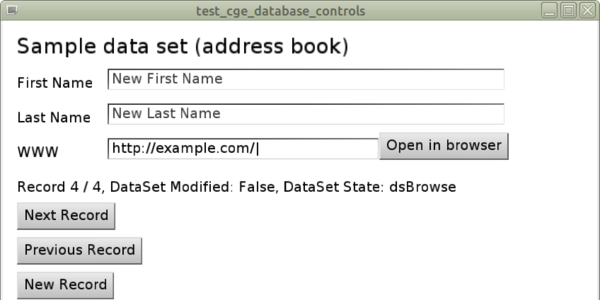 test_cge_database_controls
Sample data set (address book)
First Name New First Name
Last Name New Last Name
WWW http://example.com/ Open in browser
Record 4 / 4, DataSet Modified: False, DataSet State: dsBrowse
Next Record
Previous Record
New Record